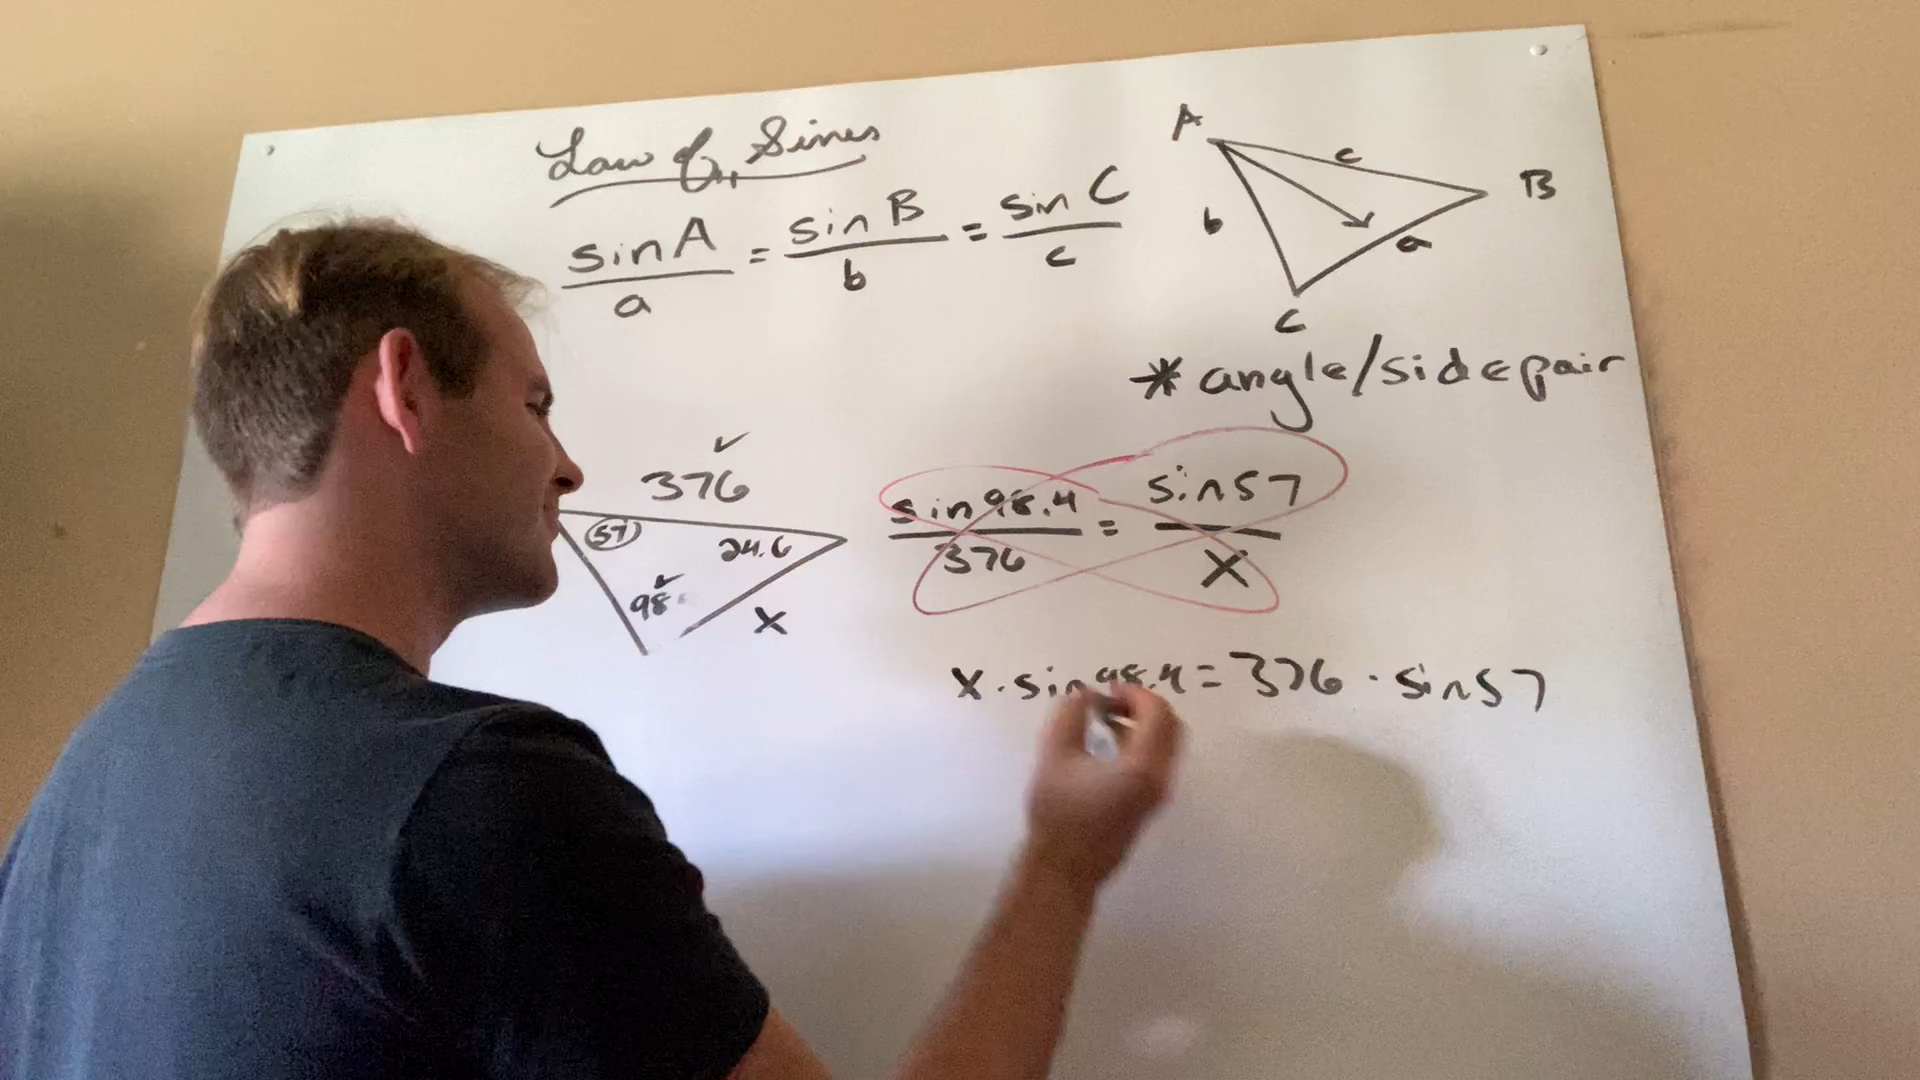 Law of Sines
sin A / a = sin B / b = sin C / c
A
c
B
b
a
C
* angle/side pair
376
57
24.6
98
x
sin 98.4 / 376 = sin 57 / x
x · sin 98.4 = 376 · sin 57